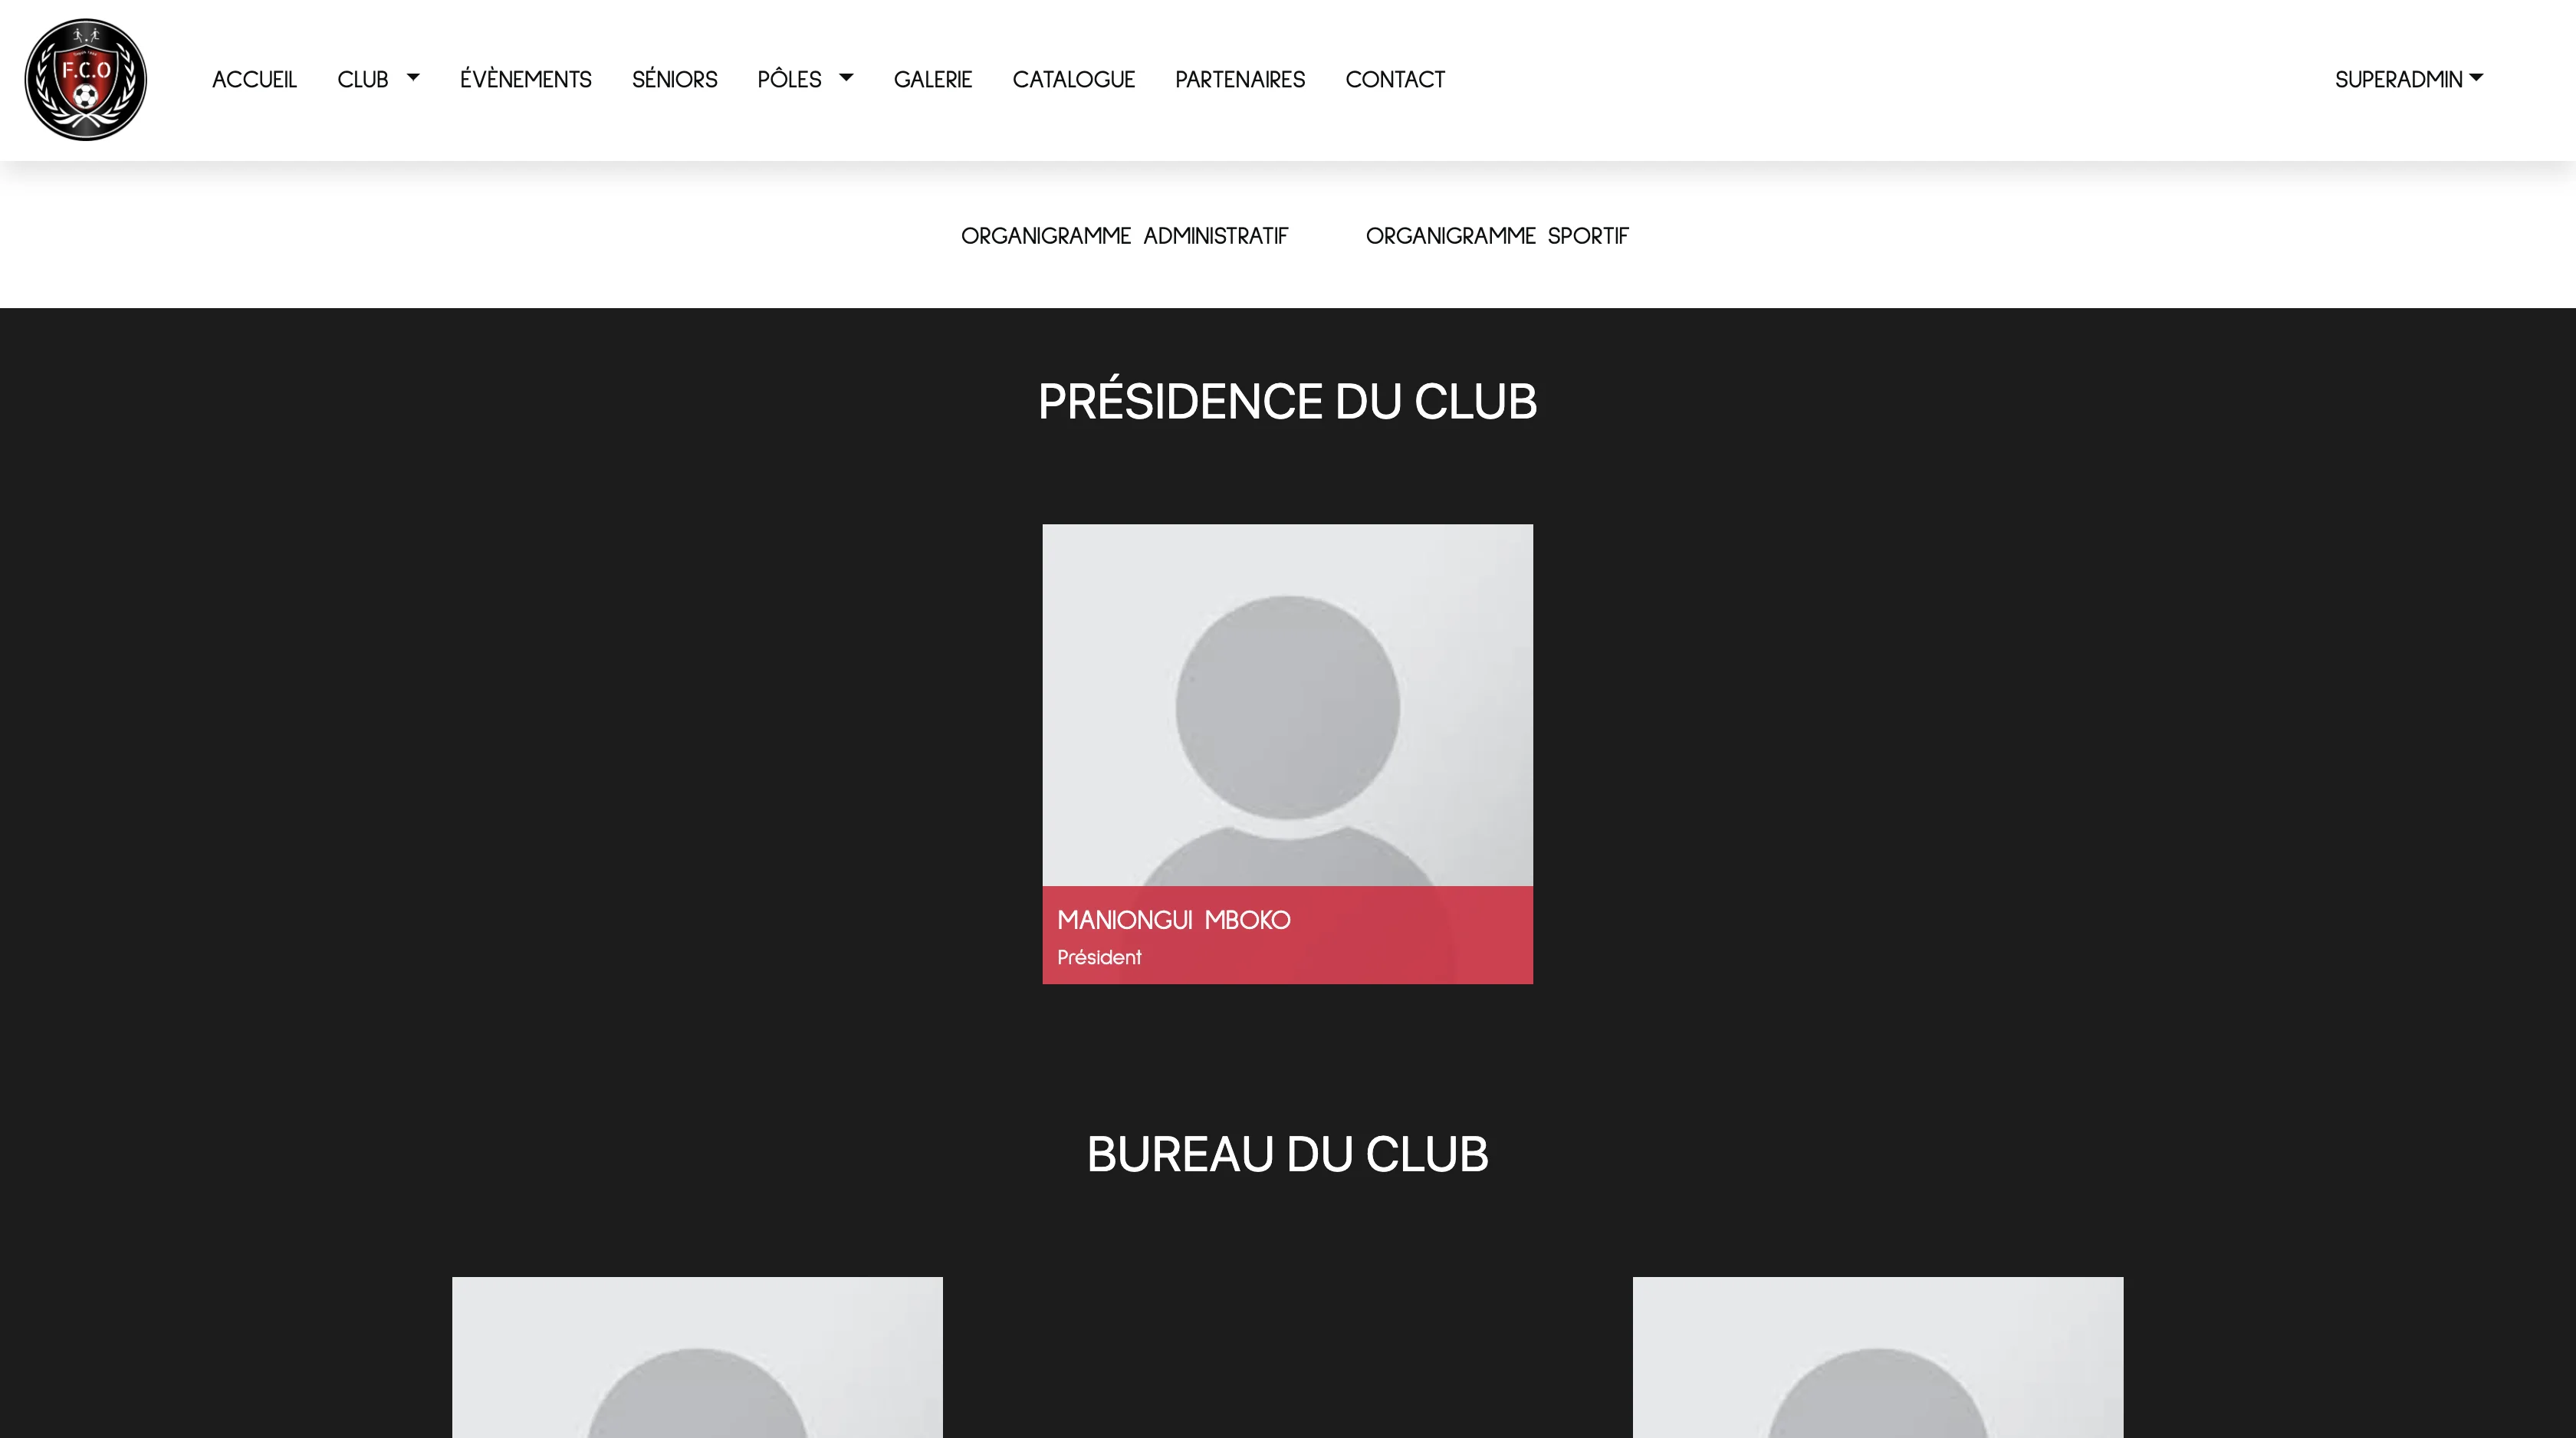 F.C.O
ACCUEIL CLUB ÉVÈNEMENTS SÉNIORS PÔLES GALERIE CATALOGUE PARTENAIRES CONTACT SUPERADMIN
ORGANIGRAMME ADMINISTRATIF ORGANIGRAMME SPORTIF
PRÉSIDENCE DU CLUB
MANIONGUI MBOKO
Président
BUREAU DU CLUB